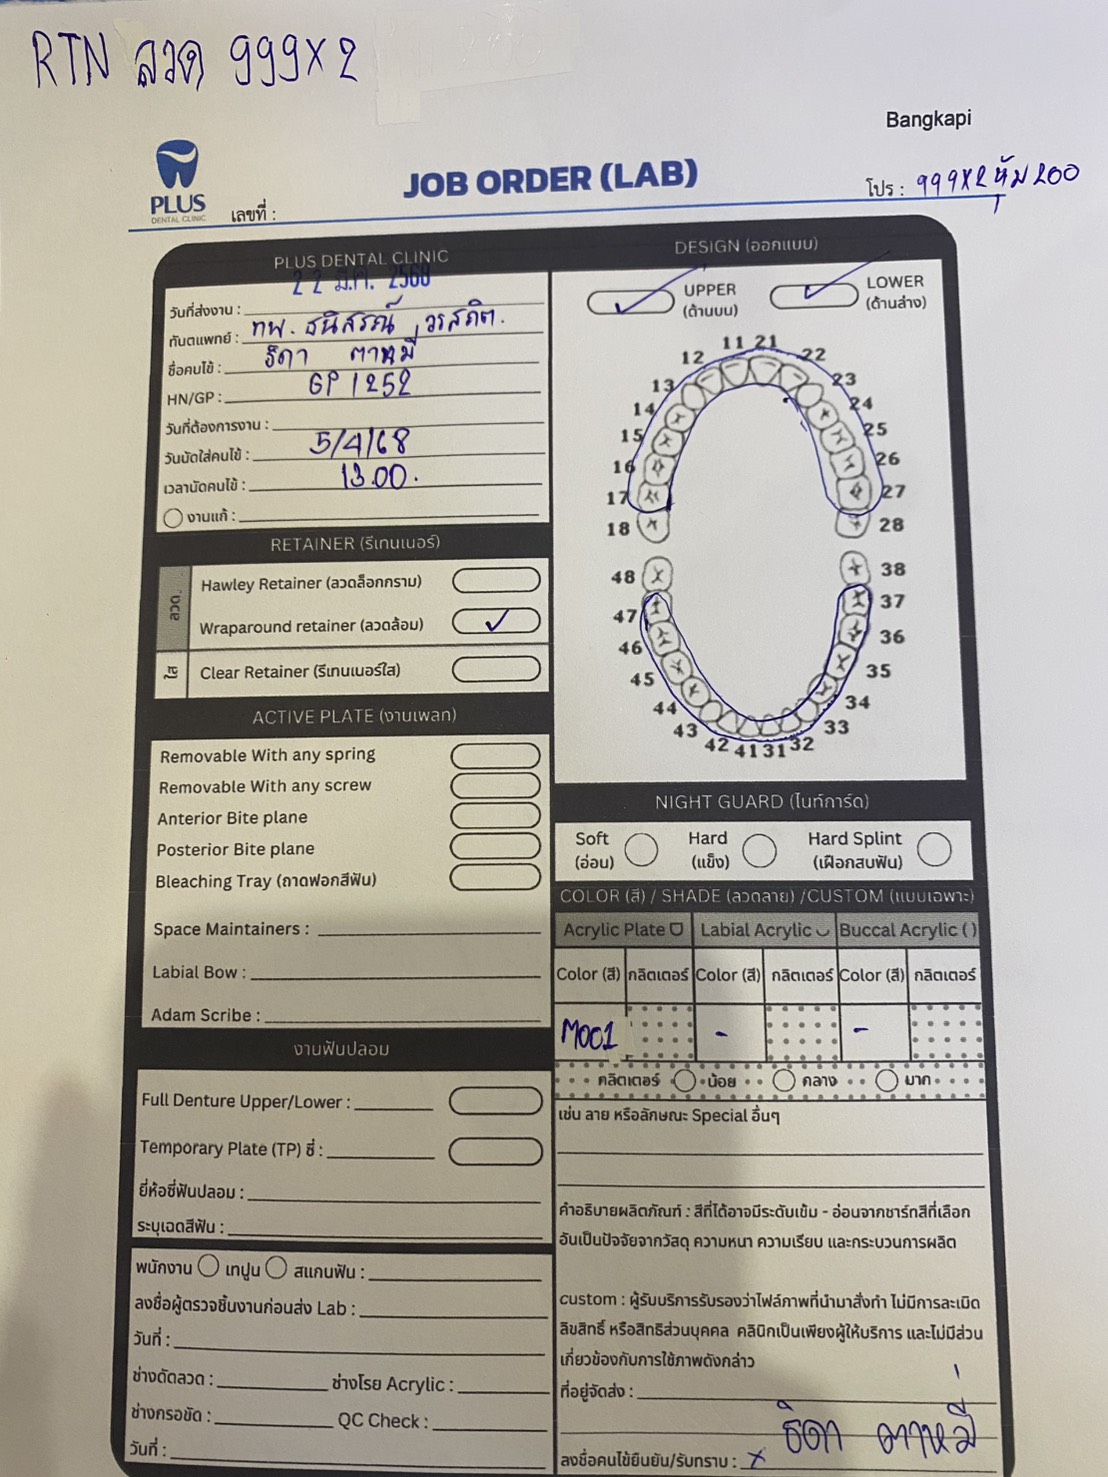 RTN ลวด 999x2
Bangkapi
PLUS
DENTAL CLINIC
เลขที่ :
JOB ORDER (LAB)
โปร : 999x2 หุ้ม 200
PLUS DENTAL CLINIC
วันที่ส่งงาน : 22 มี.ค. 2568
ทันตแพทย์ : ทพ. ธนิสรณ์ วรสถิต.
ชื่อคนไข้ : ธิดา ตาหมี่
HN/GP : GP 1252
วันที่ต้องการงาน :
วันนัดใส่คนไข้ : 5/4/68
เวลานัดคนไข้ : 13.00.
งานแก้ :
RETAINER (รีเทนเนอร์)
ลวด
Hawley Retainer (ลวดล็อกกราม)
Wraparound retainer (ลวดล้อม)
ใส
Clear Retainer (รีเทนเนอร์ใส)
ACTIVE PLATE (งานเพลท)
Removable With any spring
Removable With any screw
Anterior Bite plane
Posterior Bite plane
Bleaching Tray (ถาดฟอกสีฟัน)
Space Maintainers :
Labial Bow :
Adam Scribe :
งานฟันปลอม
Full Denture Upper/Lower :
Temporary Plate (TP) ซี่ :
ยี่ห้อซี่ฟันปลอม :
ระบุเฉดสีฟัน :
พนักงาน เทปูน สแกนฟัน :
ลงชื่อผู้ตรวจชิ้นงานก่อนส่ง Lab :
วันที่ :
ช่างดัดลวด : ช่างโรย Acrylic :
ช่างกรอขัด : QC Check :
วันที่ :
DESIGN (ออกแบบ)
UPPER
(ด้านบน)
LOWER
(ด้านล่าง)
11 21
12 22
13 23
14 24
15 25
16 26
17 27
18 28
48 38
47 37
46 36
45 35
44 34
43 33
42 41 31 32
NIGHT GUARD (ไนท์การ์ด)
Soft
(อ่อน)
Hard
(แข็ง)
Hard Splint
(เฝือกสบฟัน)
COLOR (สี) / SHADE (ลวดลาย) /CUSTOM (แบบเฉพาะ)
Acrylic Plate Labial Acrylic Buccal Acrylic ( )
Color (สี) กลิตเตอร์ Color (สี) กลิตเตอร์ Color (สี) กลิตเตอร์
M001 - -
กลิตเตอร์ น้อย กลาง มาก
เช่น ลาย หรือลักษณะ Special อื่นๆ
คำอธิบายผลิตภัณฑ์ : สีที่ได้อาจมีระดับเข้ม - อ่อนจากชาร์ทสีที่เลือก
อันเป็นปัจจัยจากวัสดุ ความหนา ความเรียบ และกระบวนการผลิต
custom : ผู้รับบริการรับรองว่าไฟล์ภาพที่นำมาสั่งทำ ไม่มีการละเมิด
ลิขสิทธิ์ หรือสิทธิส่วนบุคคล คลินิกเป็นเพียงผู้ให้บริการ และไม่มีส่วน
เกี่ยวข้องกับการใช้ภาพดังกล่าว
ที่อยู่จัดส่ง :
ลงชื่อคนไข้ยืนยัน/รับทราบ : x ธิดา ตาหมี่